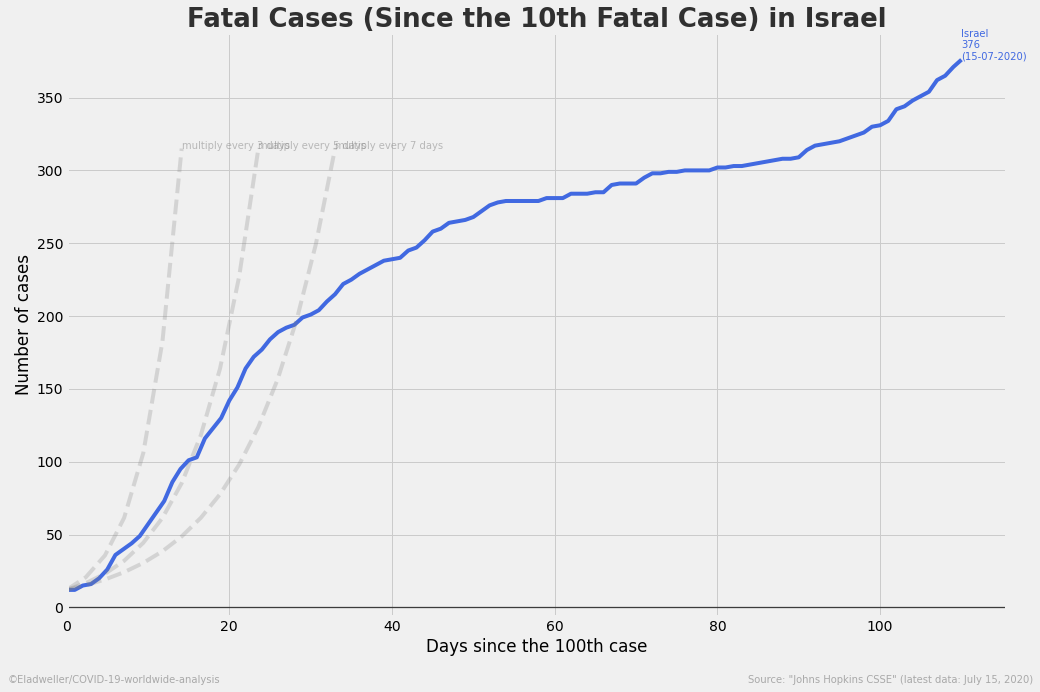 Fatal Cases (Since the 10th Fatal Case) in Israel
Israel
376
(15-07-2020)
multiply every 3 days
multiply every 5 days
multiply every 7 days
Number of cases
350
300
250
200
150
100
50
0
0 20 40 60 80 100
Days since the 100th case
©Eladweller/COVID-19-worldwide-analysis
Source: "Johns Hopkins CSSE" (latest data: July 15, 2020)